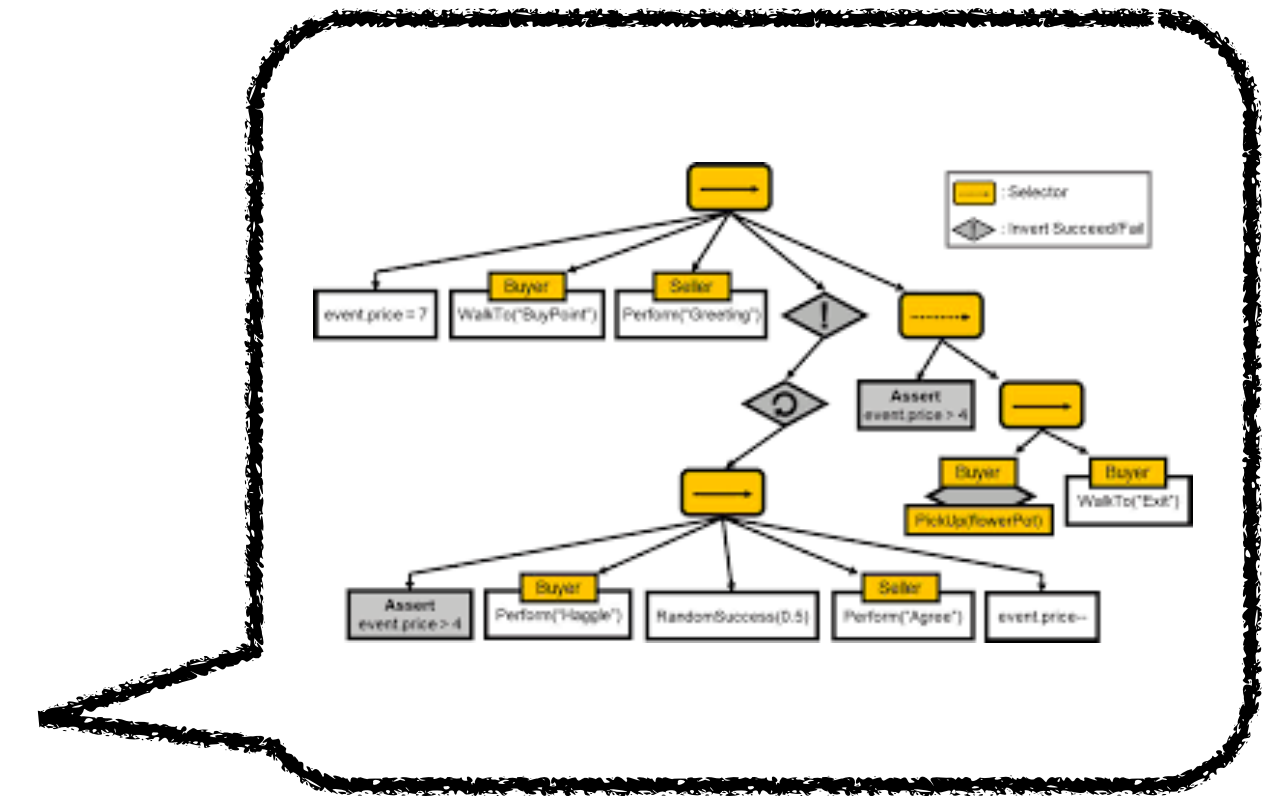 : Selector
! : Invert Succeed/Fail
event.price = 7
Buyer
WalkTo("BuyPoint")
Seller
Perform("Greeting")
!
Assert
event.price > 4
Buyer
PickUp(flowerPot)
Buyer
WalkTo("Exit")
Assert
event.price > 4
Buyer
Perform("Haggle")
RandomSuccess(0.5)
Seller
Perform("Agree")
event.price--